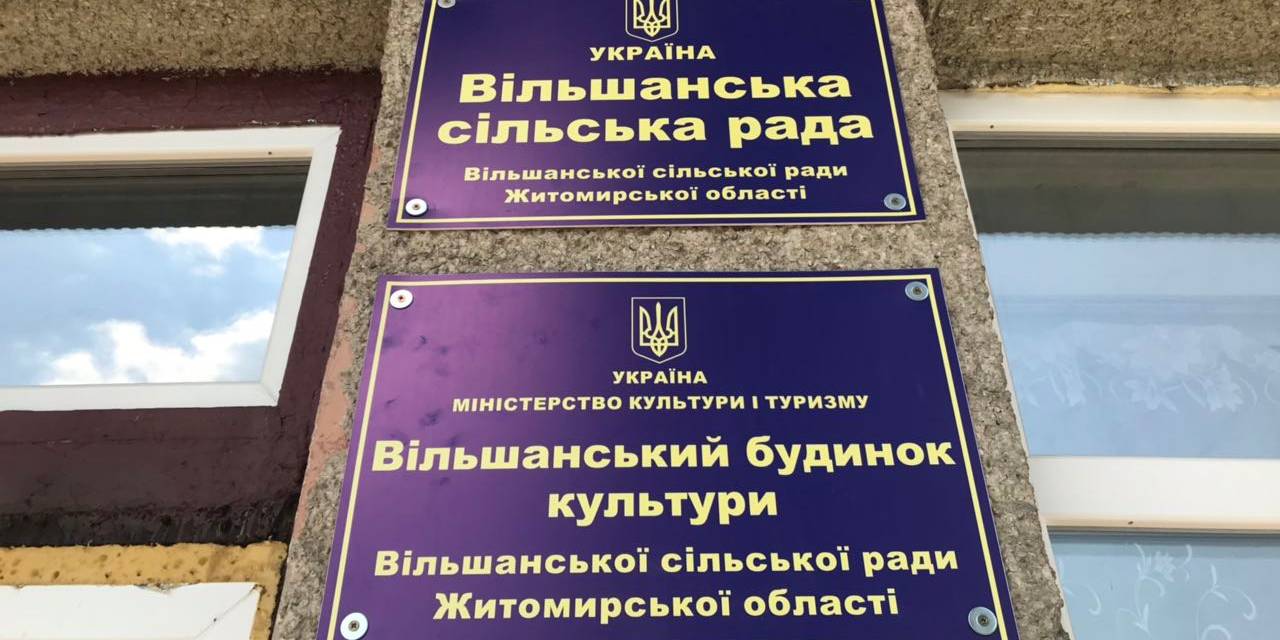 УКРАЇНА
Вільшанська
сільська рада
Вільшанської сільської ради
Житомирської області
УКРАЇНА
МІНІСТЕРСТВО КУЛЬТУРИ І ТУРИЗМУ
Вільшанський будинок
культури
Вільшанської сільської ради
Житомирської області